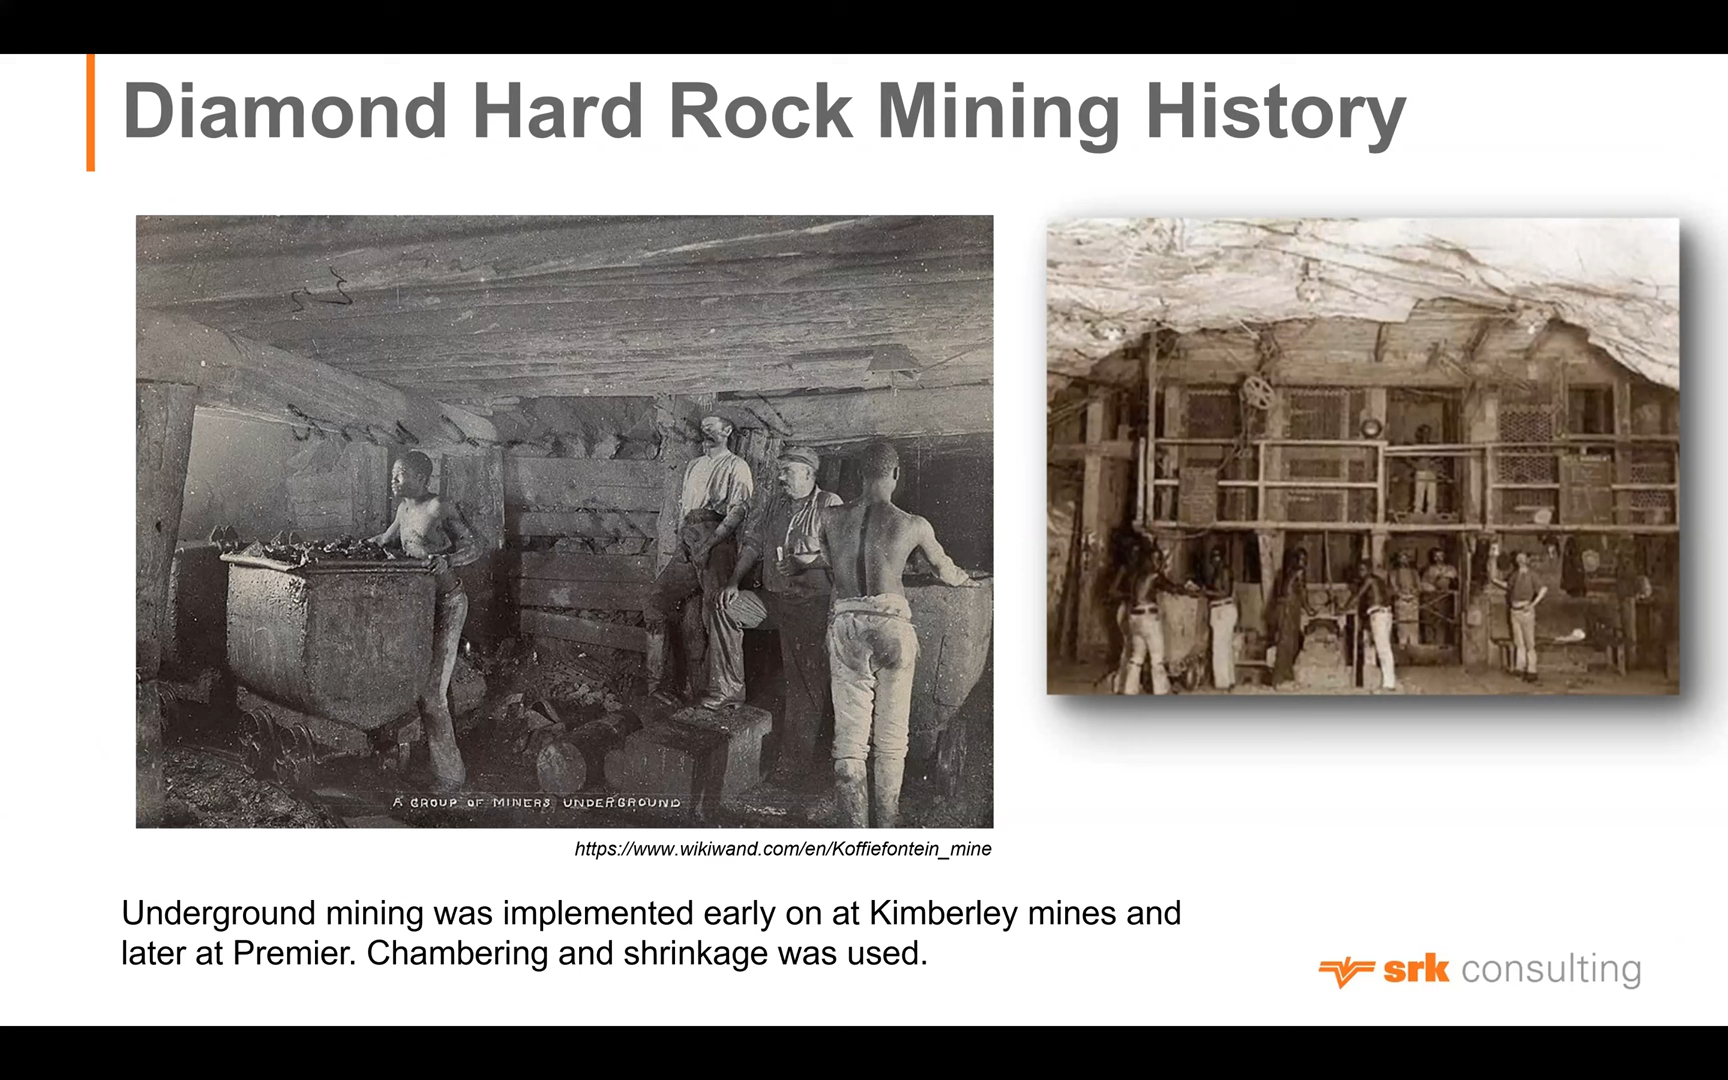 Diamond Hard Rock Mining History
A GROUP OF MINERS UNDERGROUND
https://www.wikiwand.com/en/Koffiefontein_mine
Underground mining was implemented early on at Kimberley mines and
later at Premier. Chambering and shrinkage was used.
srk consulting